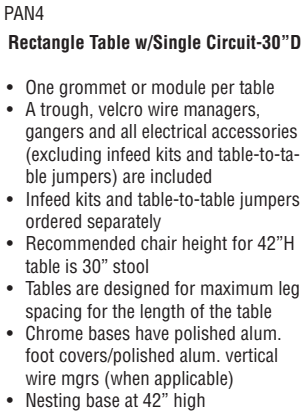 PAN4
Rectangle Table w/Single Circuit-30”D
• One grommet or module per table
• A trough, velcro wire managers,
gangers and all electrical accessories
(excluding infeed kits and table-to-ta-
ble jumpers) are included
• Infeed kits and table-to-table jumpers
ordered separately
• Recommended chair height for 42”H
table is 30” stool
• Tables are designed for maximum leg
spacing for the length of the table
• Chrome bases have polished alum.
foot covers/polished alum. vertical
wire mgrs (when applicable)
• Nesting base at 42” high